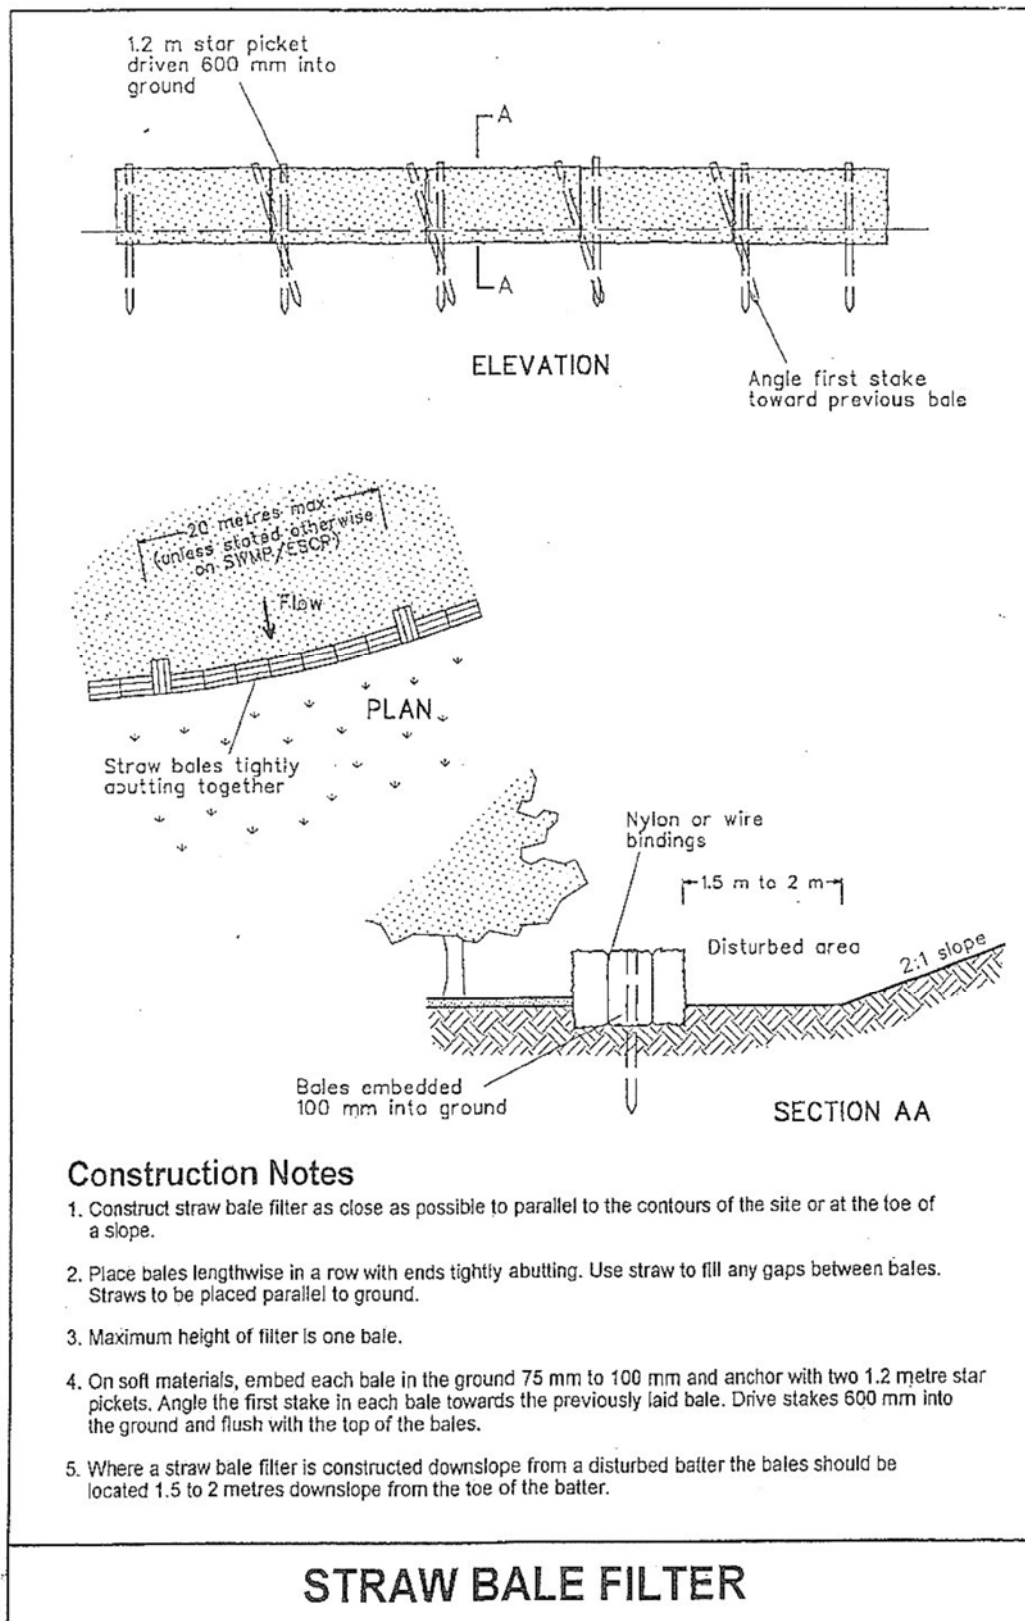 1.2 m star picket
driven 600 mm into
ground
A
A
ELEVATION
Angle first stake
toward previous bale
20 metres max
(unless stated otherwise
on SWMP/ESCP)
Flow
PLAN
Straw bales tightly
abutting together
Nylon or wire
bindings
1.5 m to 2 m
Disturbed area
2:1 slope
Bales embedded
100 mm into ground
SECTION AA
Construction Notes
1. Construct straw bale filter as close as possible to parallel to the contours of the site or at the toe of
a slope.
2. Place bales lengthwise in a row with ends tightly abutting. Use straw to fill any gaps between bales.
Straws to be placed parallel to ground.
3. Maximum height of filter is one bale.
4. On soft materials, embed each bale in the ground 75 mm to 100 mm and anchor with two 1.2 metre star
pickets. Angle the first stake in each bale towards the previously laid bale. Drive stakes 600 mm into
the ground and flush with the top of the bales.
5. Where a straw bale filter is constructed downslope from a disturbed batter the bales should be
located 1.5 to 2 metres downslope from the toe of the batter.
STRAW BALE FILTER